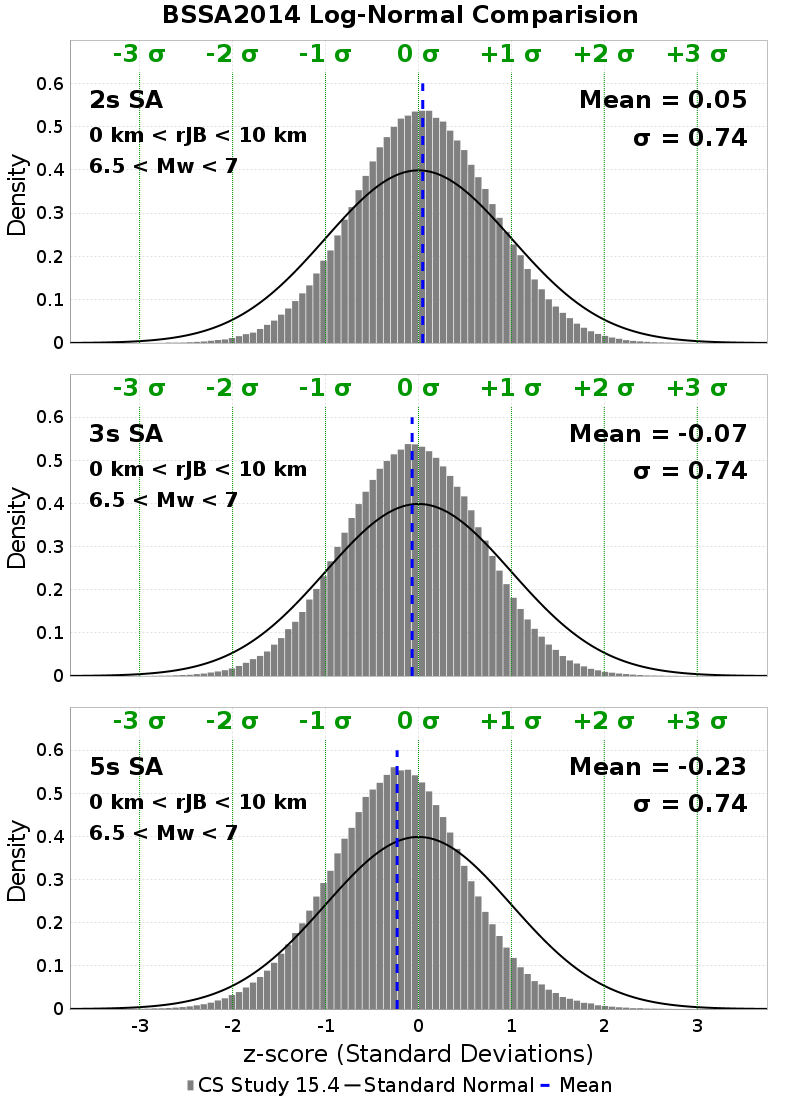 BSSA2014 Log-Normal Comparision
-3 σ -2 σ -1 σ 0 σ +1 σ +2 σ +3 σ
0.6
2s SA Mean = 0.05
0.5
0 km < rJB < 10 km σ = 0.74
6.5 < Mw < 7
0.4
0.3
0.2
0.1
0
Density
-3 σ -2 σ -1 σ 0 σ +1 σ +2 σ +3 σ
0.6
3s SA Mean = -0.07
0.5
0 km < rJB < 10 km σ = 0.74
6.5 < Mw < 7
0.4
0.3
0.2
0.1
0
Density
-3 σ -2 σ -1 σ 0 σ +1 σ +2 σ +3 σ
0.6
5s SA Mean = -0.23
0.5
0 km < rJB < 10 km σ = 0.74
6.5 < Mw < 7
0.4
0.3
0.2
0.1
0
Density
-3 -2 -1 0 1 2 3
z-score (Standard Deviations)
CS Study 15.4 Standard Normal Mean